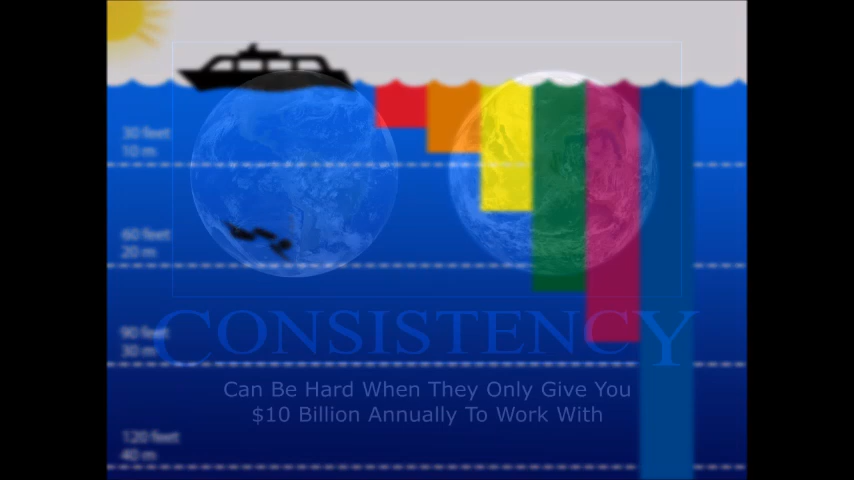 30 feet
10 m
60 feet
20 m
90 feet
30 m
CONSISTENCY
Can Be Hard When They Only Give You
$10 Billion Annually To Work With
120 feet
40 m